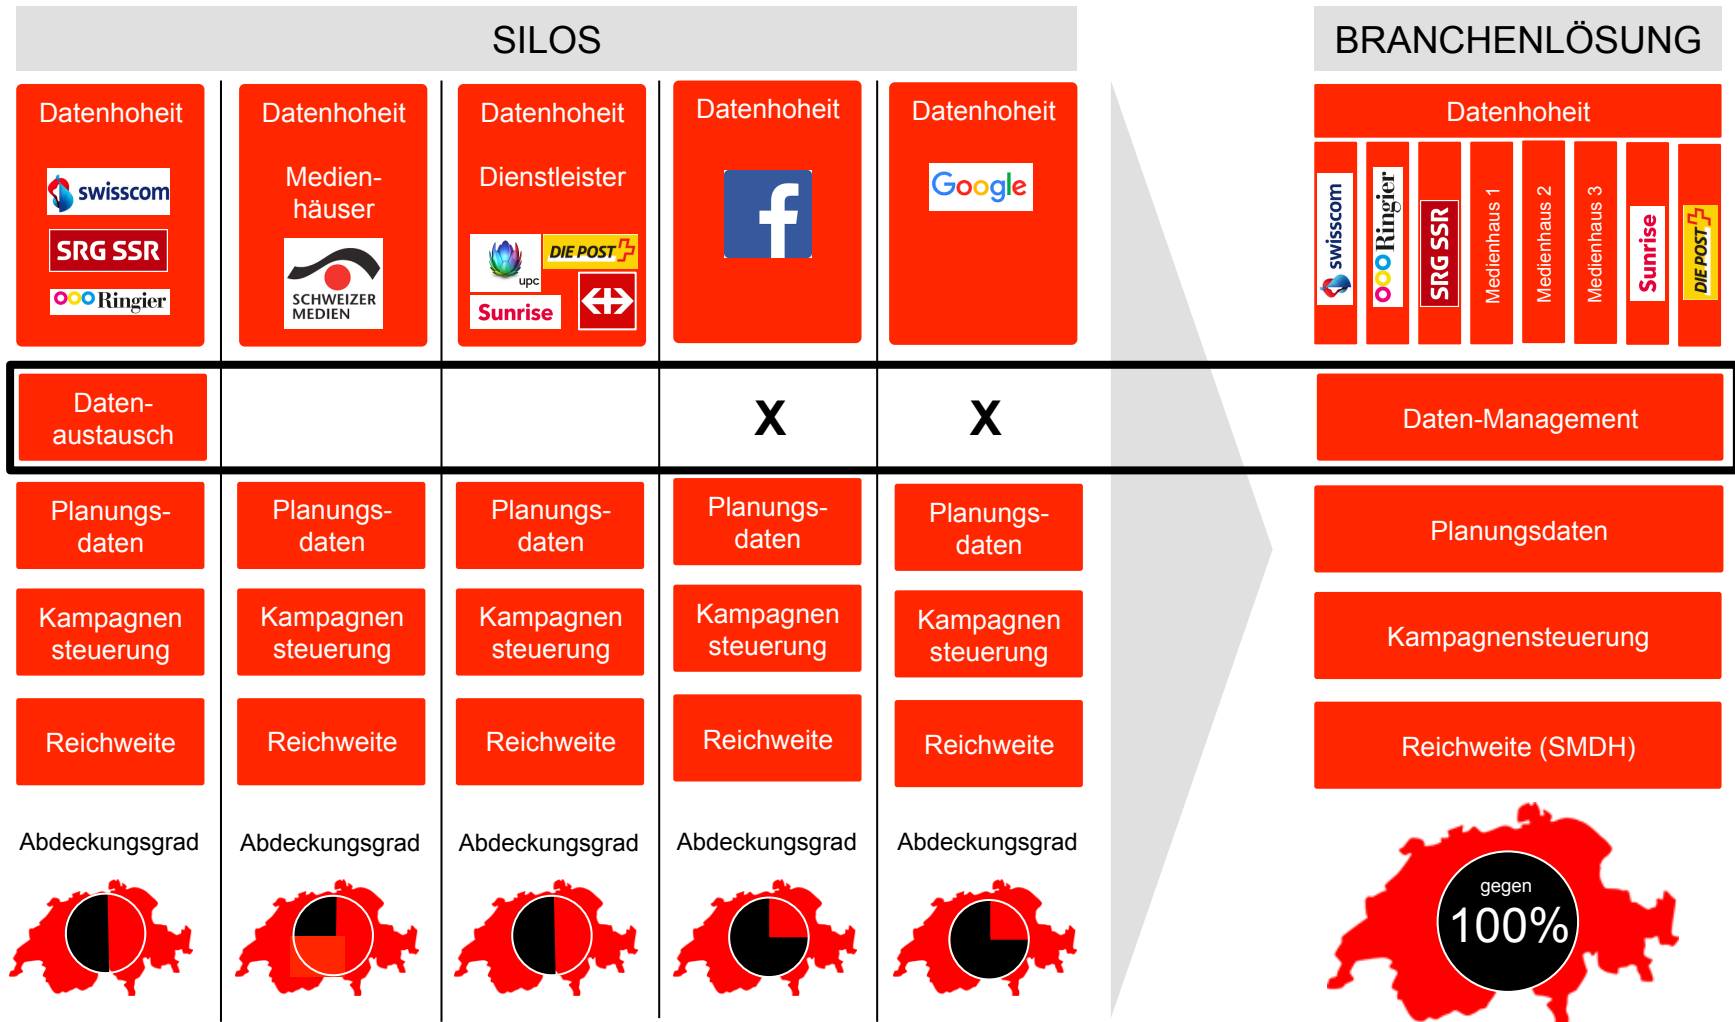 SILOS
BRANCHENLÖSUNG
Datenhoheit
swisscom
SRG SSR
Ringier
Datenhoheit
Medien-
häuser
SCHWEIZER
MEDIEN
Datenhoheit
Dienstleister
upc
DIE POST
Sunrise
Datenhoheit
f
Datenhoheit
Google
Datenhoheit
swisscom
Ringier
SRG SSR
Medienhaus 1
Medienhaus 2
Medienhaus 3
Sunrise
DIE POST
Daten-
austausch
X
X
Daten-Management
Planungs-
daten
Planungs-
daten
Planungs-
daten
Planungs-
daten
Planungs-
daten
Planungsdaten
Kampagnen
steuerung
Kampagnen
steuerung
Kampagnen
steuerung
Kampagnen
steuerung
Kampagnen
steuerung
Kampagnensteuerung
Reichweite
Reichweite
Reichweite
Reichweite
Reichweite
Reichweite (SMDH)
Abdeckungsgrad
Abdeckungsgrad
Abdeckungsgrad
Abdeckungsgrad
Abdeckungsgrad
gegen
100%